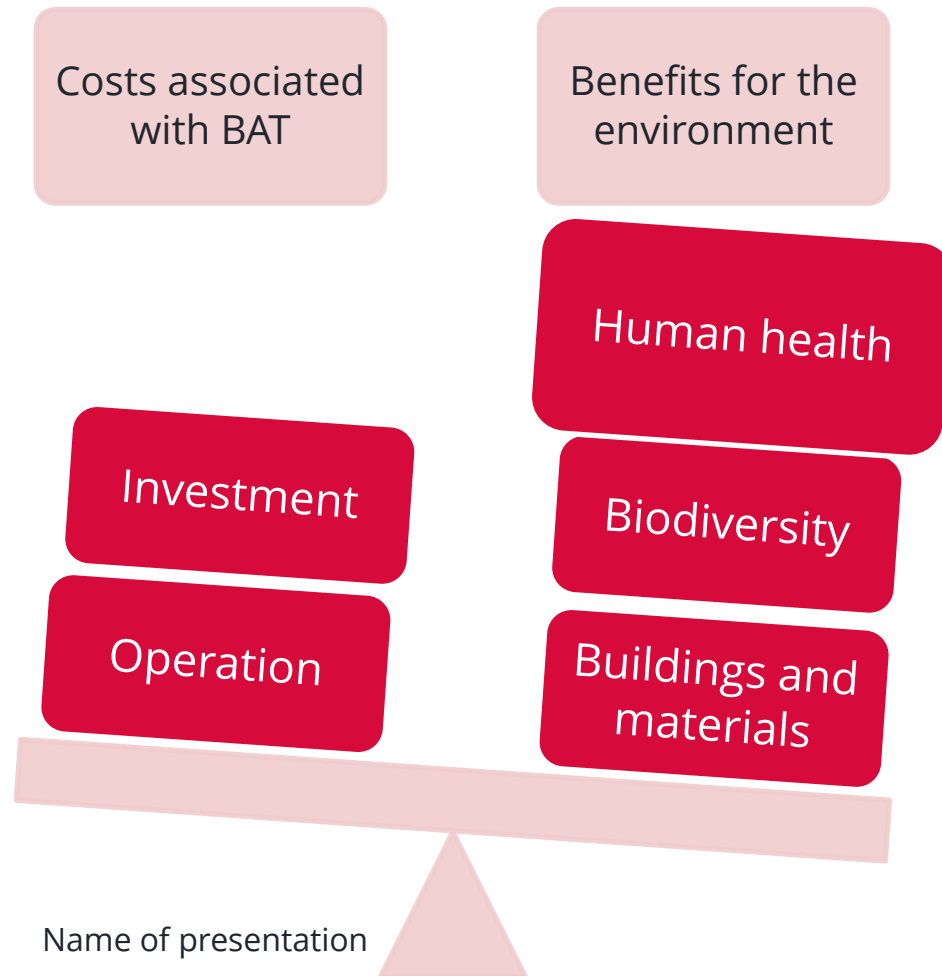 Costs associated
with BAT
Benefits for the
environment
Human health
Investment
Biodiversity
Operation
Buildings and
materials
Name of presentation